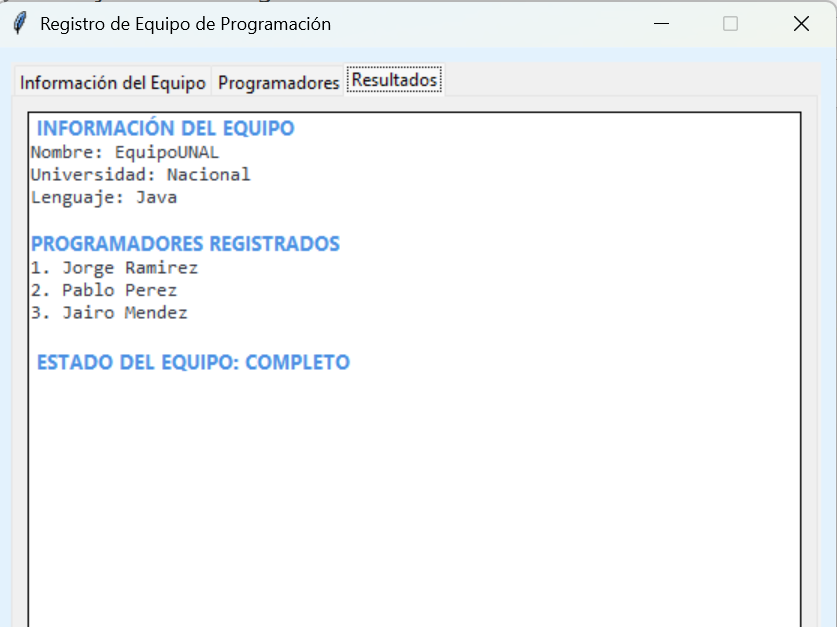 Registro de Equipo de Programación
Información del Equipo Programadores Resultados
INFORMACIÓN DEL EQUIPO
Nombre: EquipoUNAL
Universidad: Nacional
Lenguaje: Java
PROGRAMADORES REGISTRADOS
1. Jorge Ramirez
2. Pablo Perez
3. Jairo Mendez
ESTADO DEL EQUIPO: COMPLETO